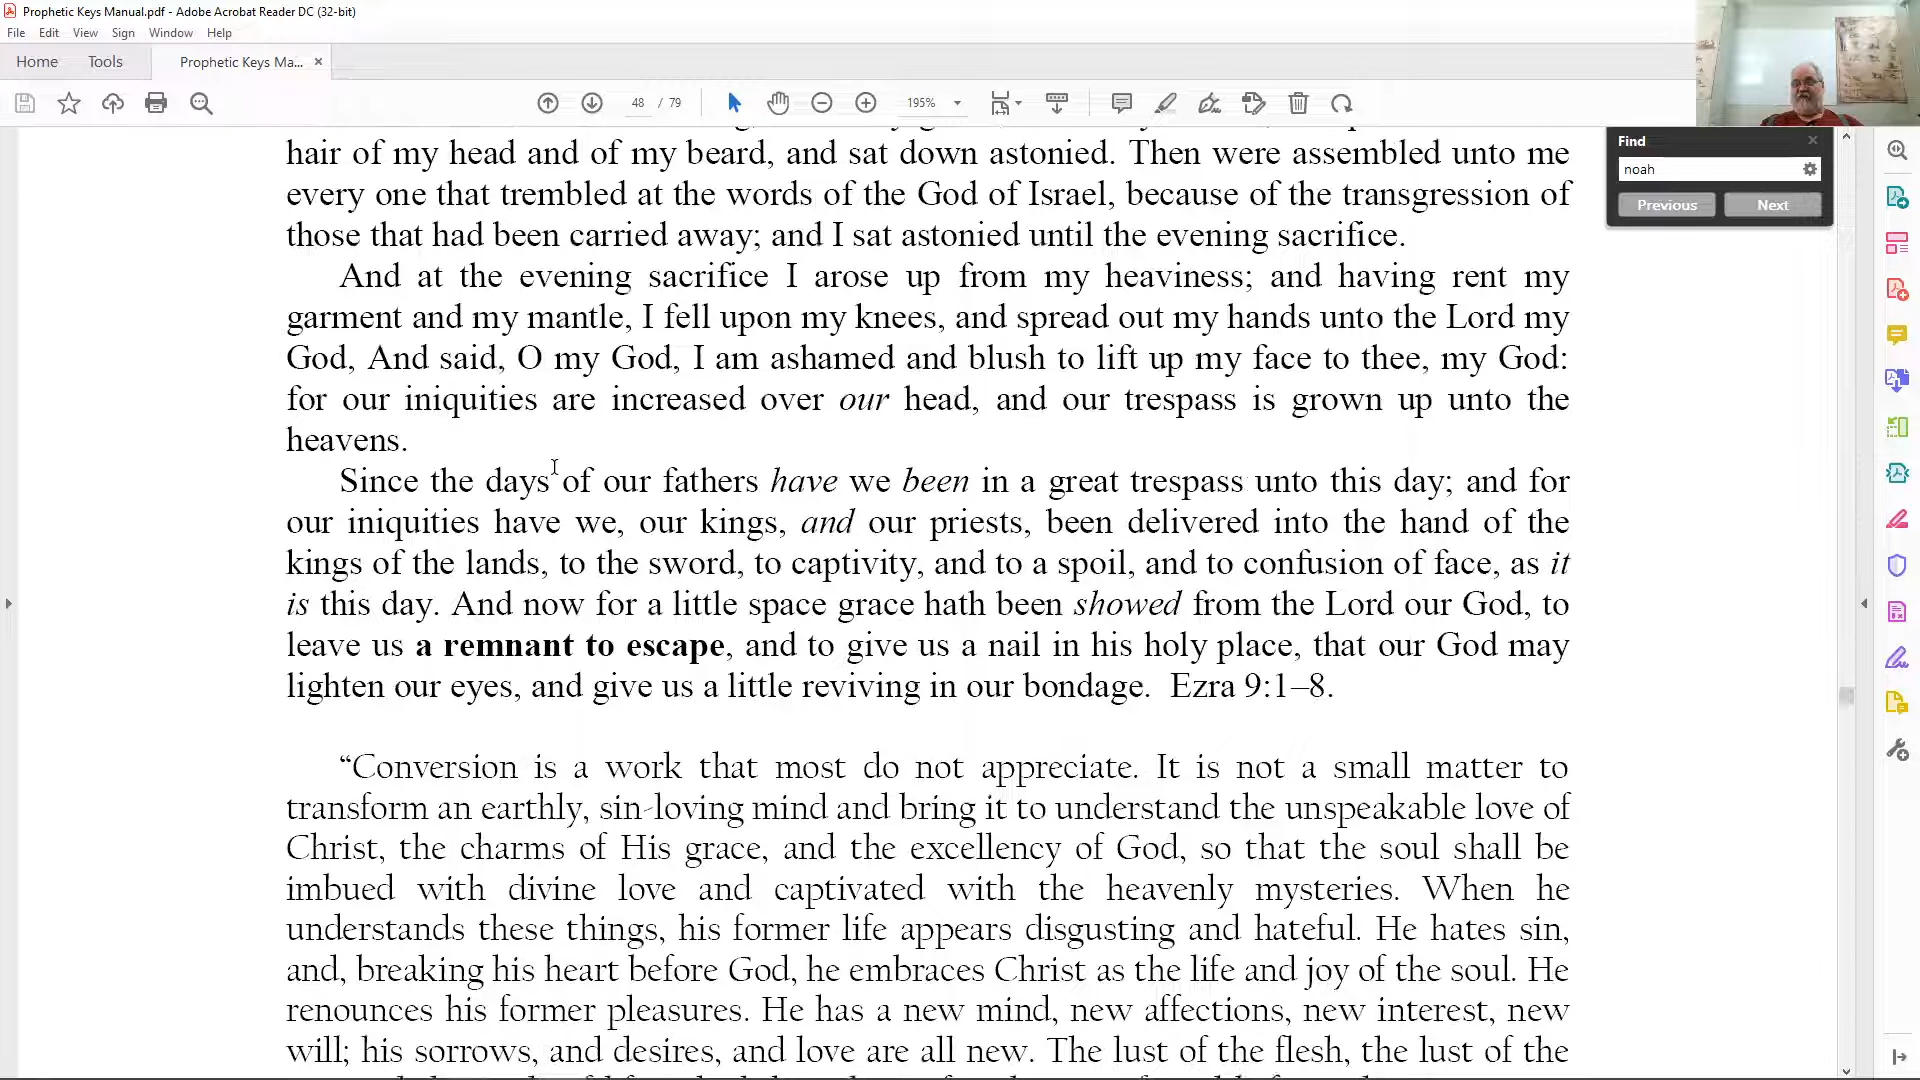 Prophetic Keys Manual.pdf - Adobe Acrobat Reader DC (32-bit)
File Edit View Sign Window Help
Home Tools Prophetic Keys Ma... ×
48 / 79 195%
Find
noah
Previous Next
hair of my head and of my beard, and sat down astonied. Then were assembled unto me
every one that trembled at the words of the God of Israel, because of the transgression of
those that had been carried away; and I sat astonied until the evening sacrifice.
And at the evening sacrifice I arose up from my heaviness; and having rent my
garment and my mantle, I fell upon my knees, and spread out my hands unto the Lord my
God, And said, O my God, I am ashamed and blush to lift up my face to thee, my God:
for our iniquities are increased over our head, and our trespass is grown up unto the
heavens.
Since the days of our fathers have we been in a great trespass unto this day; and for
our iniquities have we, our kings, and our priests, been delivered into the hand of the
kings of the lands, to the sword, to captivity, and to a spoil, and to confusion of face, as it
is this day. And now for a little space grace hath been showed from the Lord our God, to
leave us a remnant to escape, and to give us a nail in his holy place, that our God may
lighten our eyes, and give us a little reviving in our bondage. Ezra 9:1–8.
“Conversion is a work that most do not appreciate. It is not a small matter to
transform an earthly, sin-loving mind and bring it to understand the unspeakable love of
Christ, the charms of His grace, and the excellency of God, so that the soul shall be
imbued with divine love and captivated with the heavenly mysteries. When he
understands these things, his former life appears disgusting and hateful. He hates sin,
and, breaking his heart before God, he embraces Christ as the life and joy of the soul. He
renounces his former pleasures. He has a new mind, new affections, new interest, new
will; his sorrows, and desires, and love are all new. The lust of the flesh, the lust of the